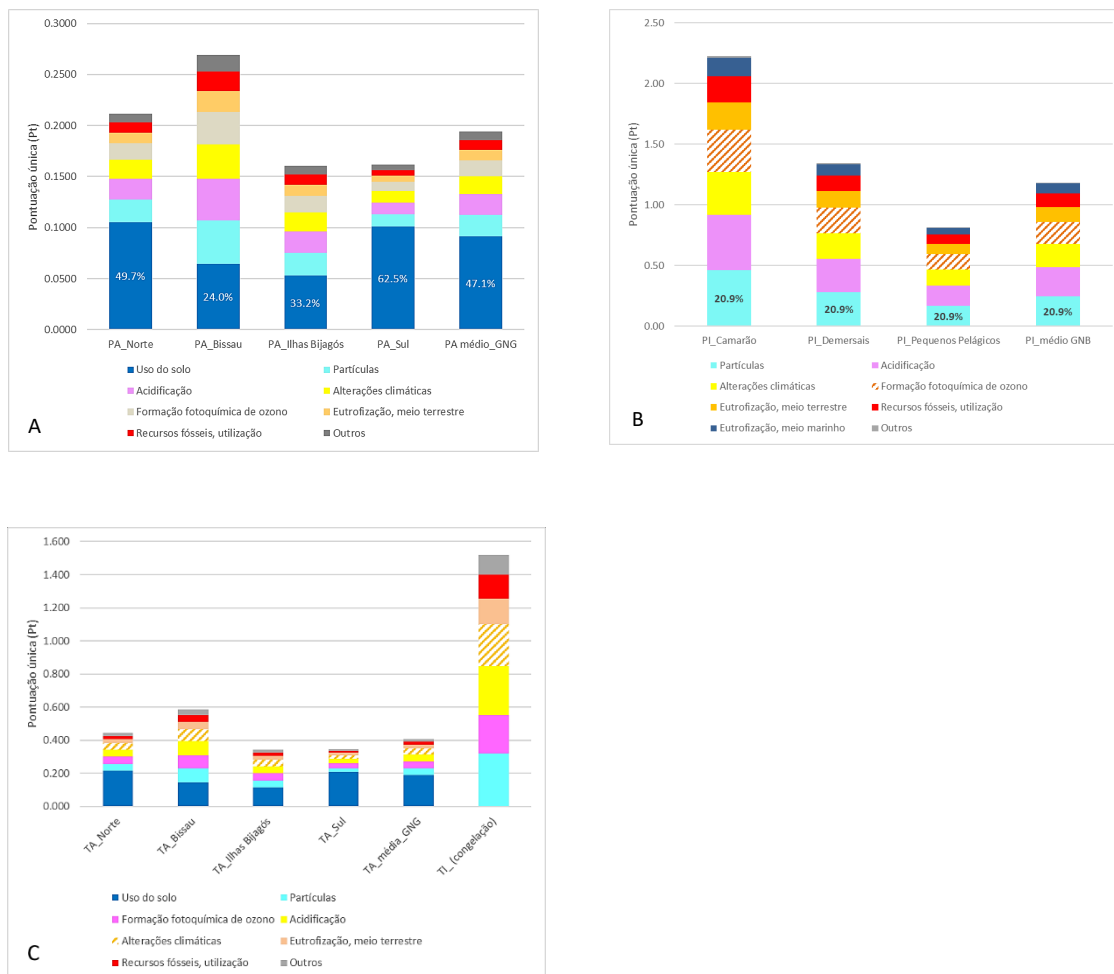 0.3000
0.2500
0.2000
0.1500
0.1000
0.0500
0.0000
Pontuação única (Pt)
49.7%
24.0%
33.2%
62.5%
47.1%
PA_Norte
PA_Bissau
PA_Ilhas Bijagós
PA_Sul
PA médio_GNG
Uso do solo
Partículas
Acidificação
Alterações climáticas
Formação fotoquímica de ozono
Eutrofização, meio terrestre
Recursos fósseis, utilização
Outros
A
2.50
2.00
1.50
1.00
0.50
0.00
Pontuação única (Pt)
20.9%
20.9%
20.9%
20.9%
PI_Camarão
PI_Demersais
PI_Pequenos Pelágicos
PI_médio GNB
Partículas
Acidificação
Alterações climáticas
Formação fotoquímica de ozono
Eutrofização, meio terrestre
Recursos fósseis, utilização
Eutrofização, meio marinho
Outros
B
1.600
1.400
1.200
1.000
0.800
0.600
0.400
0.200
0.000
Pontuação única (Pt)
TA_Norte
TA_Bissau
TA_Ilhas Bijagós
TA_Sul
TA_média_GNG
TI_ (congelação)
Uso do solo
Partículas
Formação fotoquímica de ozono
Acidificação
Alterações climáticas
Eutrofização, meio terrestre
Recursos fósseis, utilização
Outros
C